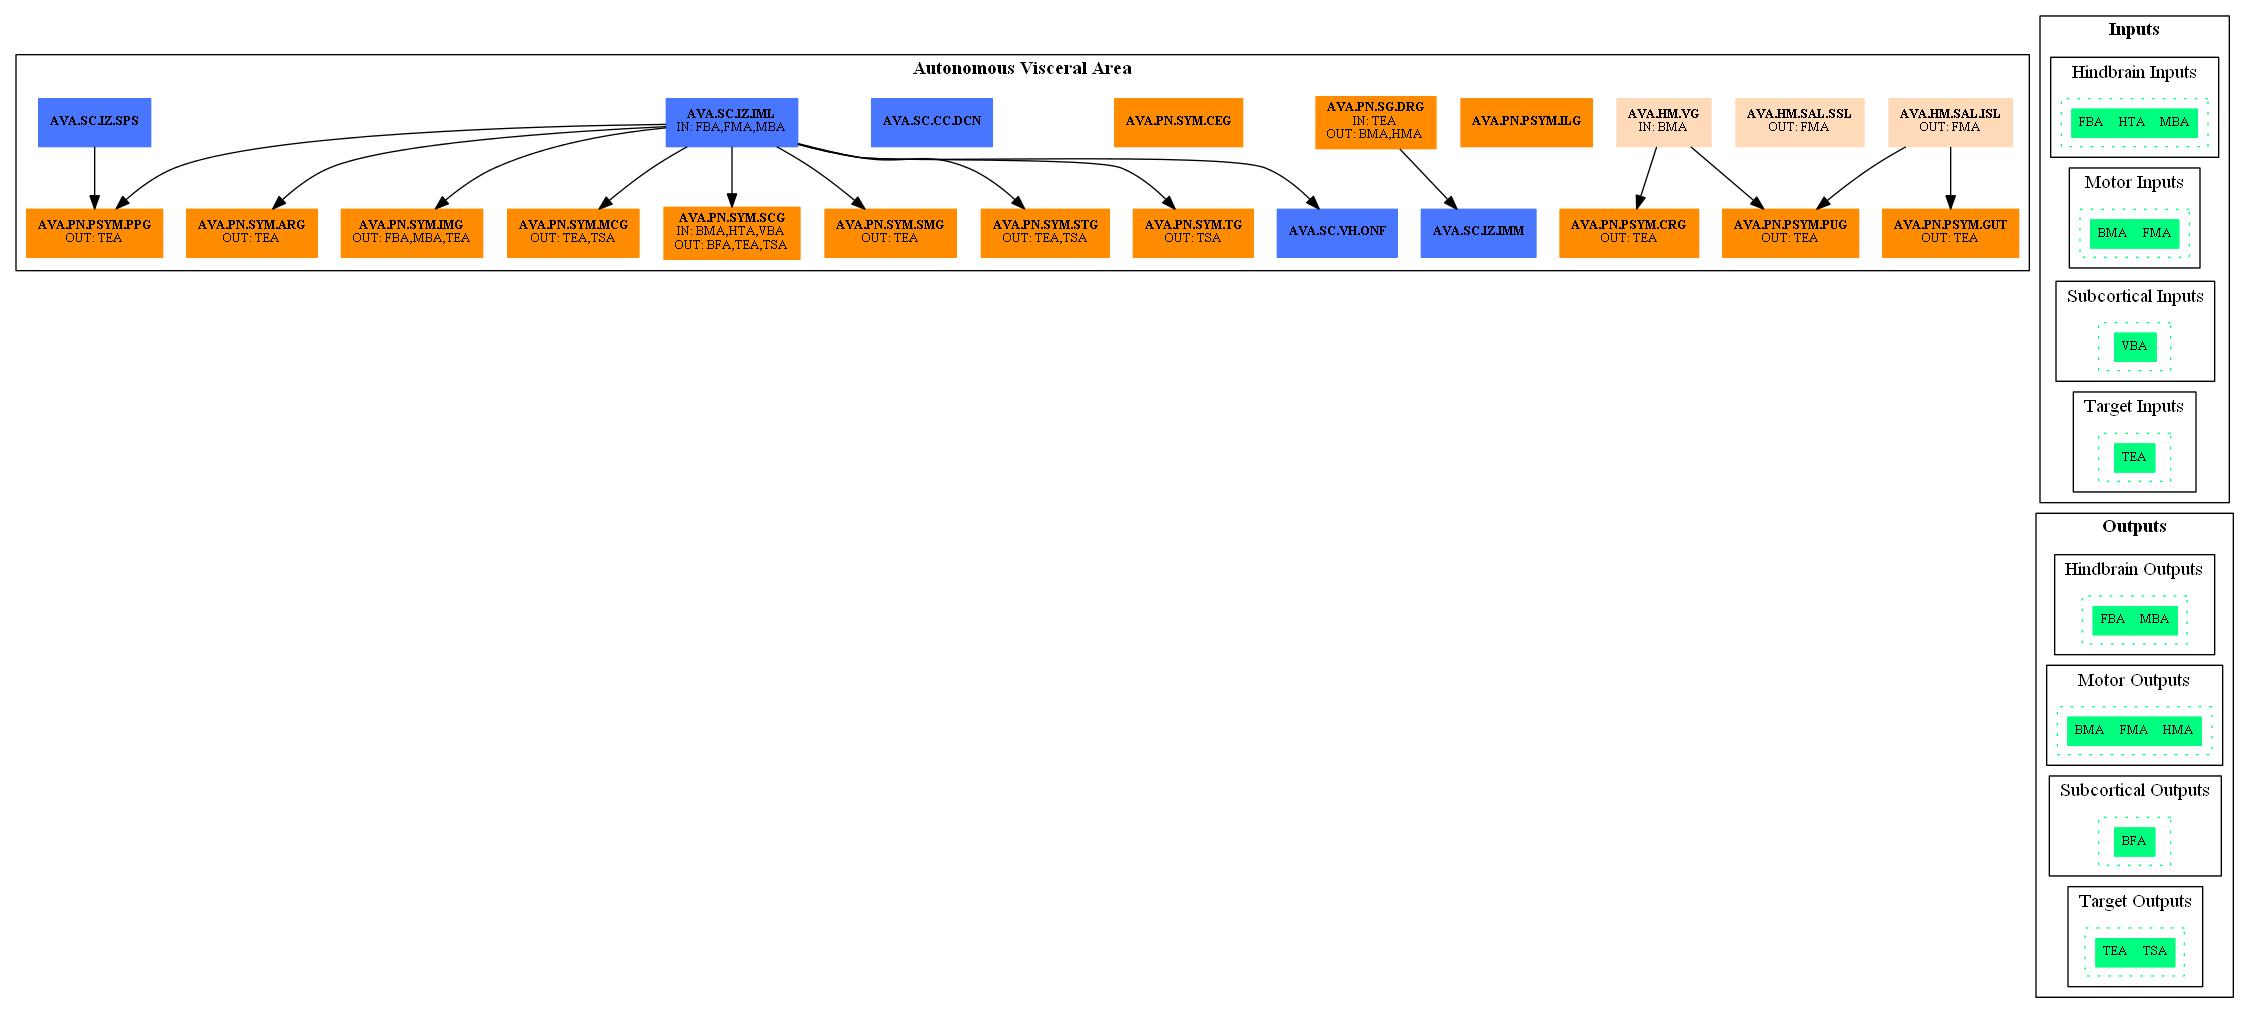 Autonomous Visceral Area
AVA.SC.IZ.SPS
AVA.SC.IZ.IML
IN: FBA,FMA,MBA
AVA.SC.CC.DCN
AVA.PN.SYM.CEG
AVA.PN.SG.DRG
IN: TEA
OUT: BMA,HMA
AVA.PN.PSYM.ILG
AVA.HM.VG
IN: BMA
AVA.HM.SAL.SSL
OUT: FMA
AVA.HM.SAL.ISL
OUT: FMA
AVA.PN.PSYM.PPG
OUT: TEA
AVA.PN.SYM.ARG
OUT: TEA
AVA.PN.SYM.IMG
OUT: FBA,MBA,TEA
AVA.PN.SYM.MCG
OUT: TEA,TSA
AVA.PN.SYM.SCG
IN: BMA,HTA,VBA
OUT: BFA,TEA,TSA
AVA.PN.SYM.SMG
OUT: TEA
AVA.PN.SYM.STG
OUT: TEA,TSA
AVA.PN.SYM.TG
OUT: TSA
AVA.SC.VH.ONF
AVA.SC.IZ.IMM
AVA.PN.PSYM.CRG
OUT: TEA
AVA.PN.PSYM.PUG
OUT: TEA
AVA.PN.PSYM.GUT
OUT: TEA
Inputs
Hindbrain Inputs
FBA HTA MBA
Motor Inputs
BMA FMA
Subcortical Inputs
VBA
Target Inputs
TEA
Outputs
Hindbrain Outputs
FBA MBA
Motor Outputs
BMA FMA HMA
Subcortical Outputs
BFA
Target Outputs
TEA TSA